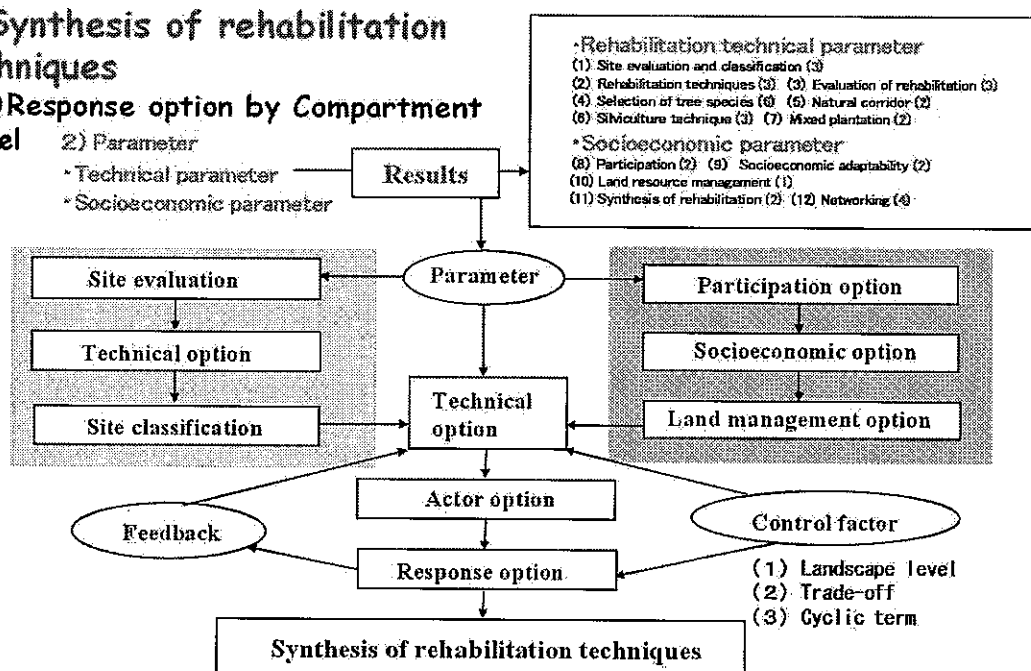 Synthesis of rehabilitation
hniques
)Response option by Compartment
el
2) Parameter
・Technical parameter
・Socioeconomic parameter
Results
・Rehabilitation technical parameter
(1) Site evaluation and classification (3)
(2) Rehabilitation techniques (3) (3) Evaluation of rehabilitation (3)
(4) Selection of tree species (6) (5) Natural corridor (2)
(6) Silviculture technique (3) (7) Mixed plantation (2)
・Socioeconomic parameter
(8) Participation (2) (9) Socioeconomic adaptability (2)
(10) Land resource management (1)
(11) Synthesis of rehabilitation (2) (12) Networking (4)
Parameter
Site evaluation
Technical option
Site classification
Participation option
Socioeconomic option
Land management option
Technical
option
Actor option
Feedback
Response option
Control factor
(1) Landscape level
(2) Trade-off
(3) Cyclic term
Synthesis of rehabilitation techniques